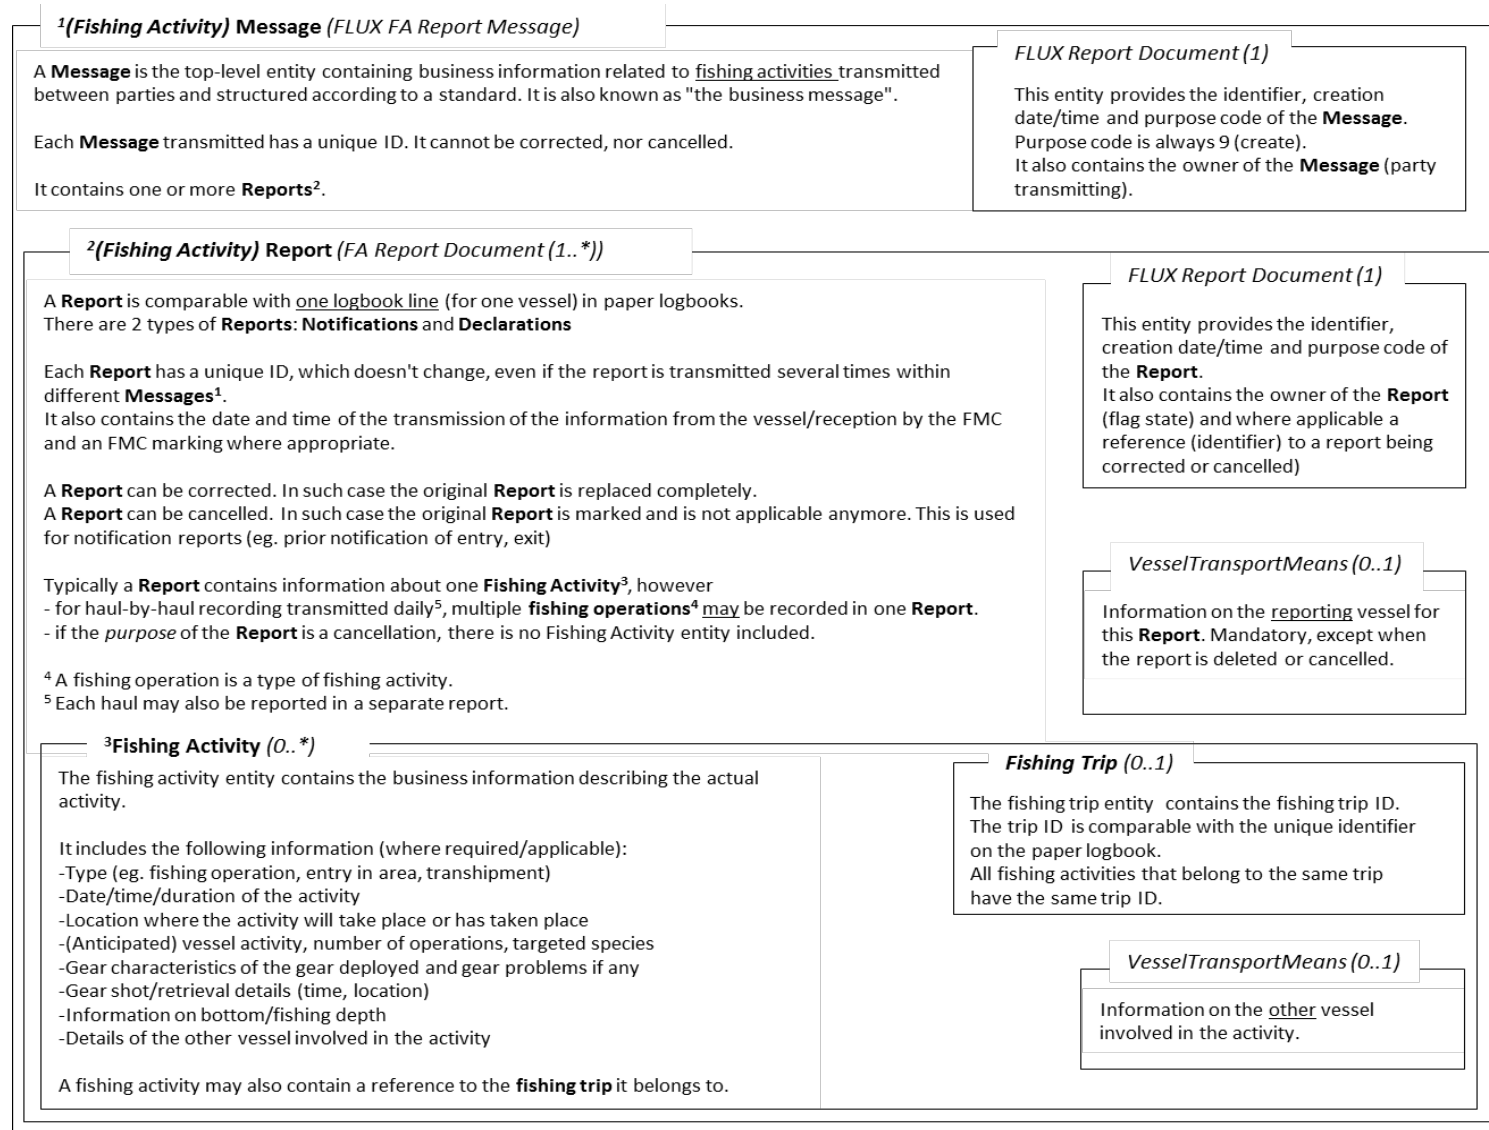 ¹(Fishing Activity) Message (FLUX FA Report Message)
A Message is the top-level entity containing business information related to fishing activities transmitted
between parties and structured according to a standard. It is also known as "the business message".
Each Message transmitted has a unique ID. It cannot be corrected, nor cancelled.
It contains one or more Reports².
FLUX Report Document (1)
This entity provides the identifier, creation
date/time and purpose code of the Message.
Purpose code is always 9 (create).
It also contains the owner of the Message (party
transmitting).
²(Fishing Activity) Report (FA Report Document (1..*))
A Report is comparable with one logbook line (for one vessel) in paper logbooks.
There are 2 types of Reports: Notifications and Declarations
Each Report has a unique ID, which doesn't change, even if the report is transmitted several times within
different Messages¹.
It also contains the date and time of the transmission of the information from the vessel/reception by the FMC
and an FMC marking where appropriate.
A Report can be corrected. In such case the original Report is replaced completely.
A Report can be cancelled. In such case the original Report is marked and is not applicable anymore. This is used
for notification reports (eg. prior notification of entry, exit)
Typically a Report contains information about one Fishing Activity³, however
- for haul-by-haul recording transmitted daily⁵, multiple fishing operations⁴ may be recorded in one Report.
- if the purpose of the Report is a cancellation, there is no Fishing Activity entity included.
⁴ A fishing operation is a type of fishing activity.
⁵ Each haul may also be reported in a separate report.
FLUX Report Document (1)
This entity provides the identifier,
creation date/time and purpose code of
the Report.
It also contains the owner of the Report
(flag state) and where applicable a
reference (identifier) to a report being
corrected or cancelled)
VesselTransportMeans (0..1)
Information on the reporting vessel for
this Report. Mandatory, except when
the report is deleted or cancelled.
³Fishing Activity (0..*)
The fishing activity entity contains the business information describing the actual
activity.
It includes the following information (where required/applicable):
-Type (eg. fishing operation, entry in area, transhipment)
-Date/time/duration of the activity
-Location where the activity will take place or has taken place
-(Anticipated) vessel activity, number of operations, targeted species
-Gear characteristics of the gear deployed and gear problems if any
-Gear shot/retrieval details (time, location)
-Information on bottom/fishing depth
-Details of the other vessel involved in the activity
A fishing activity may also contain a reference to the fishing trip it belongs to.
Fishing Trip (0..1)
The fishing trip entity contains the fishing trip ID.
The trip ID is comparable with the unique identifier
on the paper logbook.
All fishing activities that belong to the same trip
have the same trip ID.
VesselTransportMeans (0..1)
Information on the other vessel
involved in the activity.